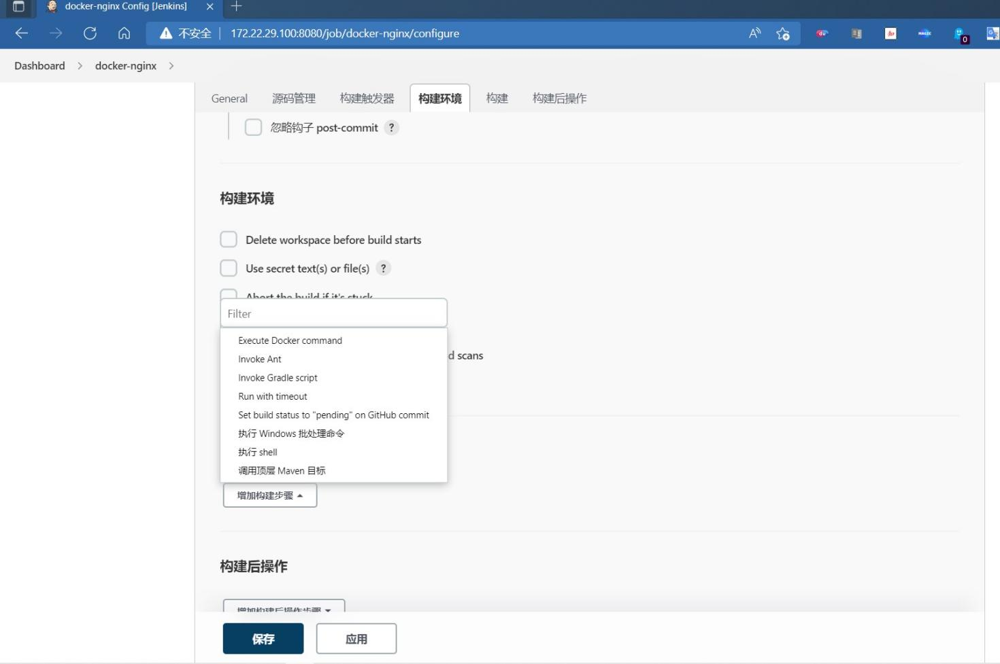 docker-nginx Config [Jenkins]
不安全 172.22.29.100:8080/job/docker-nginx/configure
0
Dashboard > docker-nginx >
General 源码管理 构建触发器 构建环境 构建 构建后操作
忽略钩子 post-commit ?
构建环境
Delete workspace before build starts
Use secret text(s) or file(s) ?
Abort the build if it's stuck
Filter
Execute Docker command
d scans
Invoke Ant
Invoke Gradle script
Run with timeout
Set build status to "pending" on GitHub commit
执行 Windows 批处理命令
执行 shell
调用顶层 Maven 目标
增加构建步骤
构建后操作
增加构建后操作步骤
保存 应用